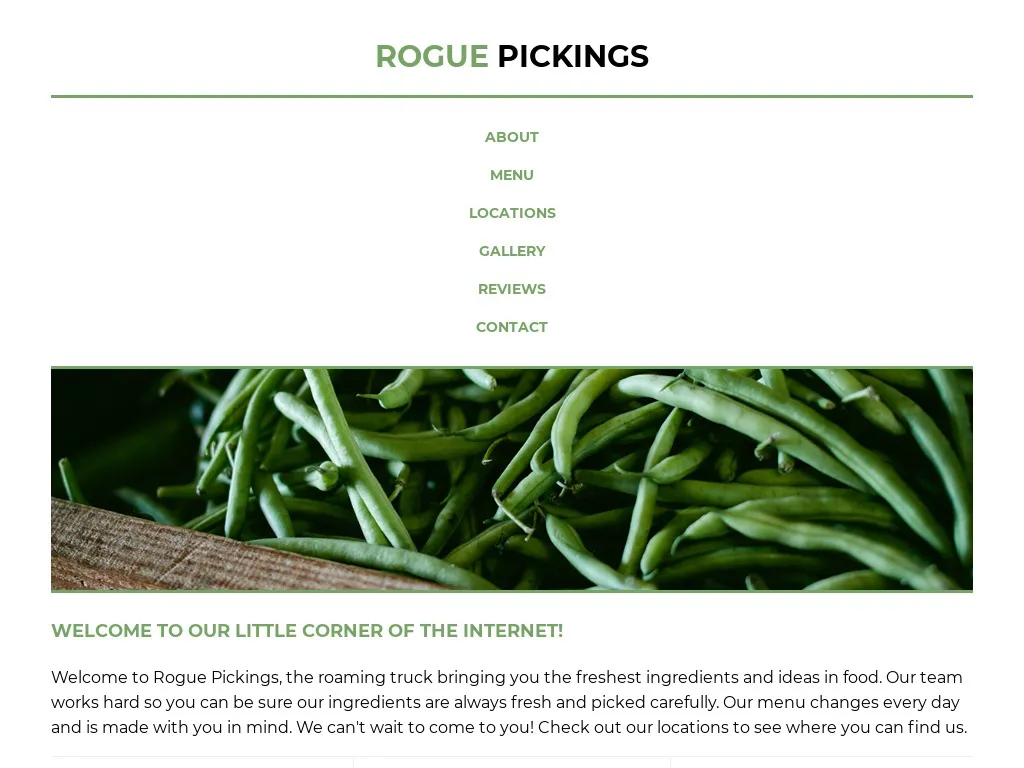 ROGUE PICKINGS
ABOUT
MENU
LOCATIONS
GALLERY
REVIEWS
CONTACT
WELCOME TO OUR LITTLE CORNER OF THE INTERNET!
Welcome to Rogue Pickings, the roaming truck bringing you the freshest ingredients and ideas in food. Our team
works hard so you can be sure our ingredients are always fresh and picked carefully. Our menu changes every day
and is made with you in mind. We can't wait to come to you! Check out our locations to see where you can find us.